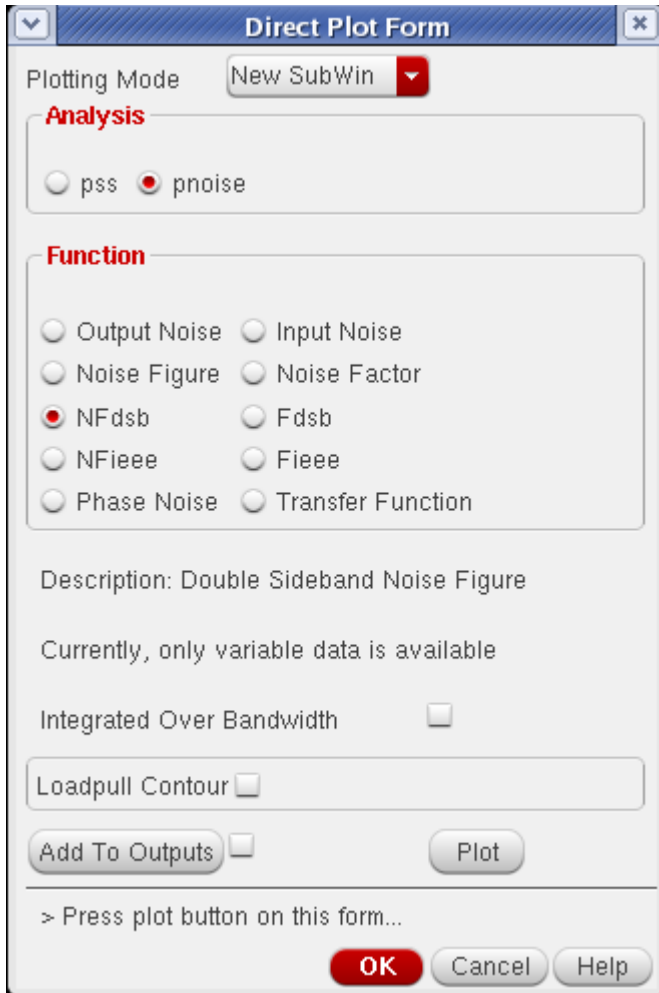 Direct Plot Form
Plotting Mode New SubWin
Analysis
pss pnoise
Function
Output Noise Input Noise
Noise Figure Noise Factor
NFdsb Fdsb
NFieee Fieee
Phase Noise Transfer Function
Description: Double Sideband Noise Figure
Currently, only variable data is available
Integrated Over Bandwidth
Loadpull Contour
Add To Outputs Plot
> Press plot button on this form...
OK Cancel Help